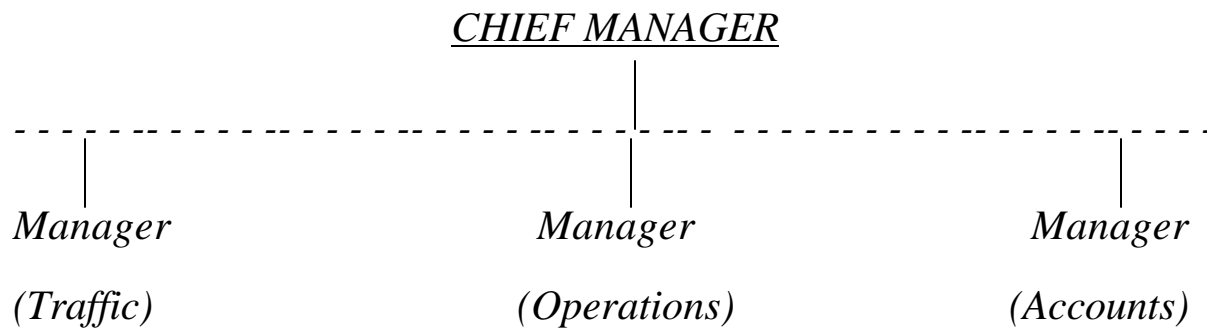 CHIEF MANAGER
Manager Manager Manager
(Traffic) (Operations) (Accounts)